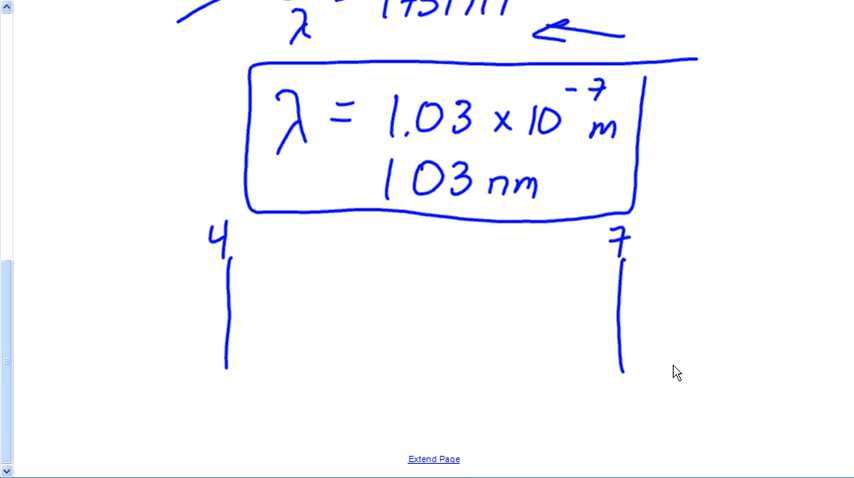 λ
λ = 1.03 × 10⁻⁷ m
103 nm
4 7
Extend Page